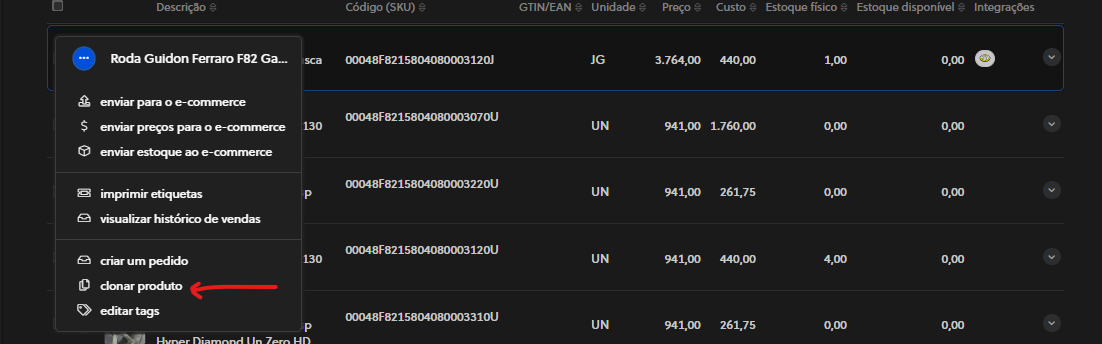 Descrição Código (SKU) GTIN/EAN Unidade Preço Custo Estoque físico Estoque disponível Integrações
Roda Guidon Ferraro F82 Ga... sca 00048F8215804080003120J JG 3.764,00 440,00 1,00 0,00
enviar para o e-commerce
enviar preços para o e-commerce
130 00048F8215804080003070U UN 941,00 1.760,00 0,00 0,00
enviar estoque ao e-commerce
imprimir etiquetas
p 00048F8215804080003220U UN 941,00 261,75 0,00 0,00
visualizar histórico de vendas
criar um pedido
130 00048F8215804080003120U UN 941,00 440,00 4,00 0,00
clonar produto
editar tags
p 00048F8215804080003310U UN 941,00 261,75 0,00 0,00
Hyper Diamond Un Zero HD